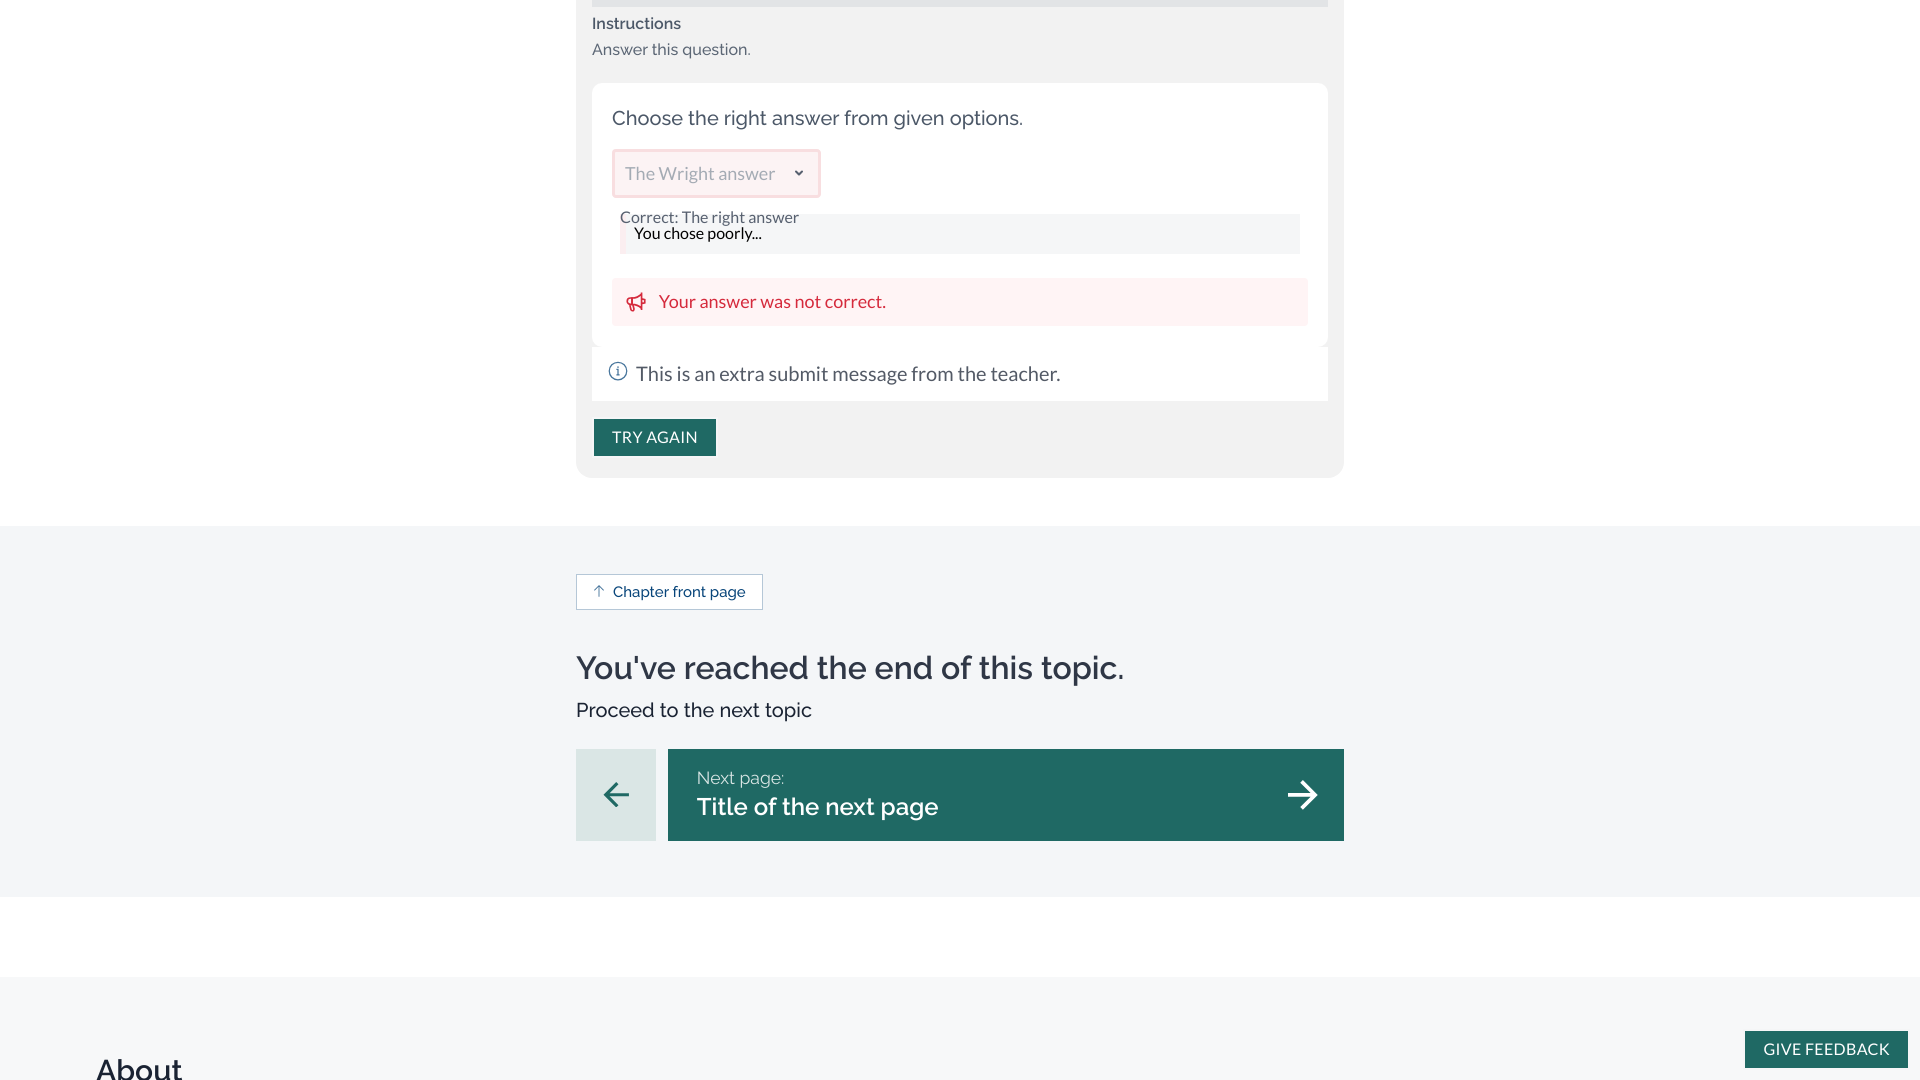 Instructions
Answer this question.
Choose the right answer from given options.
The Wright answer
Correct: The right answer
You chose poorly...
Your answer was not correct.
This is an extra submit message from the teacher.
TRY AGAIN
Chapter front page
You've reached the end of this topic.
Proceed to the next topic
Next page:
Title of the next page
GIVE FEEDBACK
About